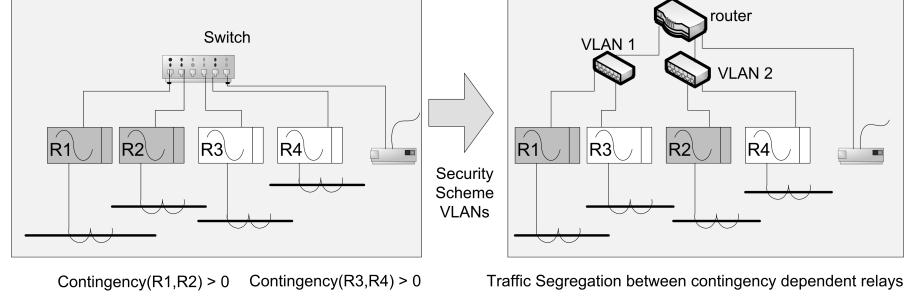 Switch
R1
R2
R3
R4
Security
Scheme
VLANs
router
VLAN 1
VLAN 2
R1
R3
R2
R4
Contingency(R1,R2) > 0
Contingency(R3,R4) > 0
Traffic Segregation between contingency dependent relays